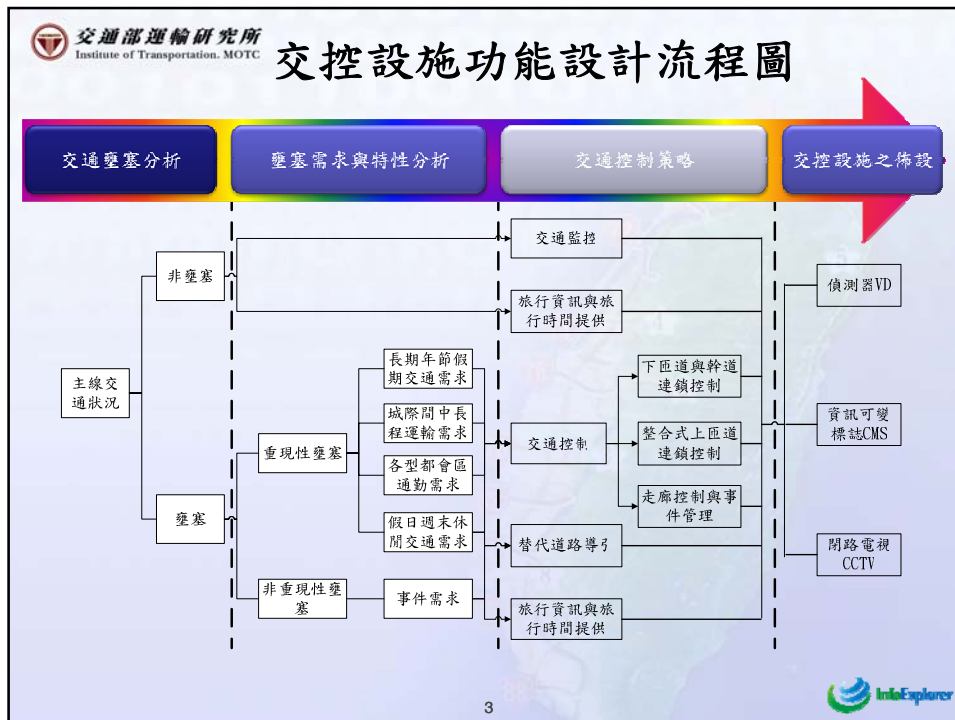 交通部運輸研究所
Institute of Transportation. MOTC
交控設施功能設計流程圖
交通壅塞分析
壅塞需求與特性分析
交通控制策略
交控設施之佈設
主線交
通狀況
非壅塞
壅塞
重現性壅塞
非重現性壅
塞
長期年節假
期交通需求
城際間中長
程運輸需求
各型都會區
通勤需求
假日週末休
閒交通需求
事件需求
交通監控
旅行資訊與旅
行時間提供
交通控制
替代道路導引
旅行資訊與旅
行時間提供
下匝道與幹道
連鎖控制
整合式上匝道
連鎖控制
走廊控制與事
件管理
偵測器VD
資訊可變
標誌CMS
閉路電視
CCTV
3
InfoExplorer